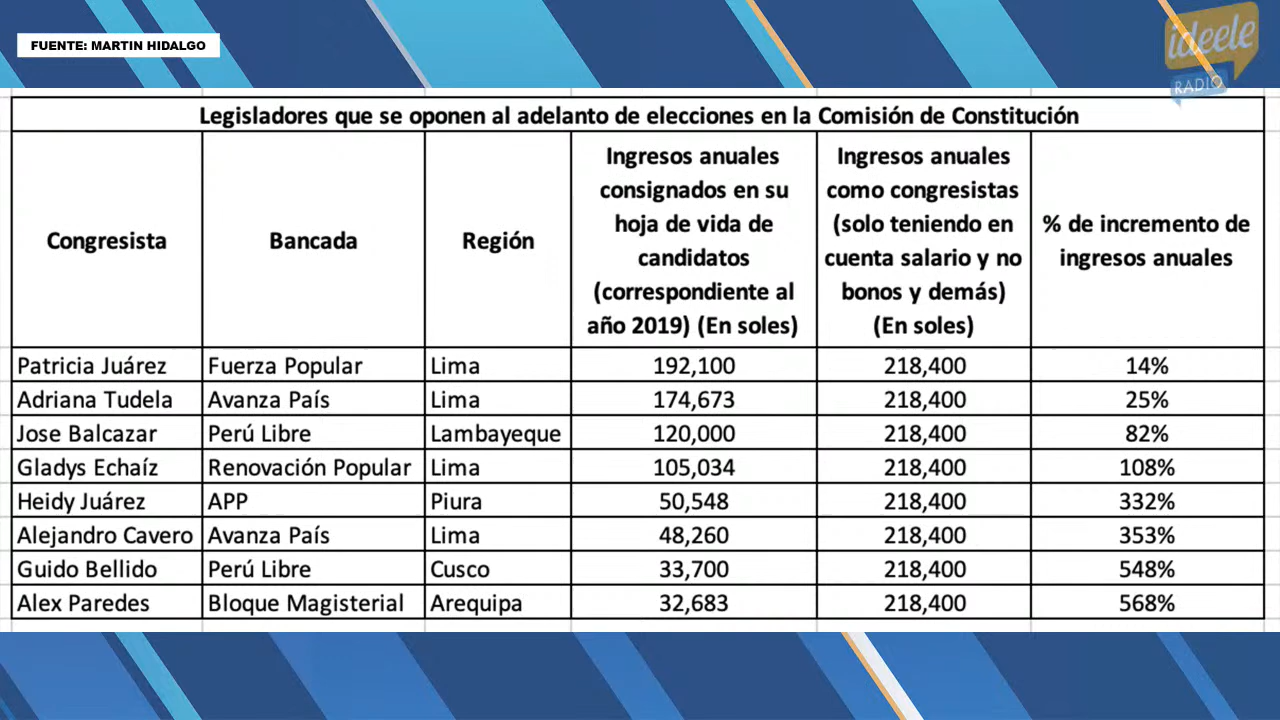 FUENTE: MARTIN HIDALGO
ideele
RADIO
Legisladores que se oponen al adelanto de elecciones en la Comisión de Constitución
Congresista
Bancada
Región
Ingresos anuales
consignados en su
hoja de vida de
candidatos
(correspondiente al
año 2019) (En soles)
Ingresos anuales
como congresistas
(solo teniendo en
cuenta salario y no
bonos y demás)
(En soles)
% de incremento de
ingresos anuales
Patricia Juárez Fuerza Popular Lima 192,100 218,400 14%
Adriana Tudela Avanza País Lima 174,673 218,400 25%
Jose Balcazar Perú Libre Lambayeque 120,000 218,400 82%
Gladys Echaíz Renovación Popular Lima 105,034 218,400 108%
Heidy Juárez APP Piura 50,548 218,400 332%
Alejandro Cavero Avanza País Lima 48,260 218,400 353%
Guido Bellido Perú Libre Cusco 33,700 218,400 548%
Alex Paredes Bloque Magisterial Arequipa 32,683 218,400 568%